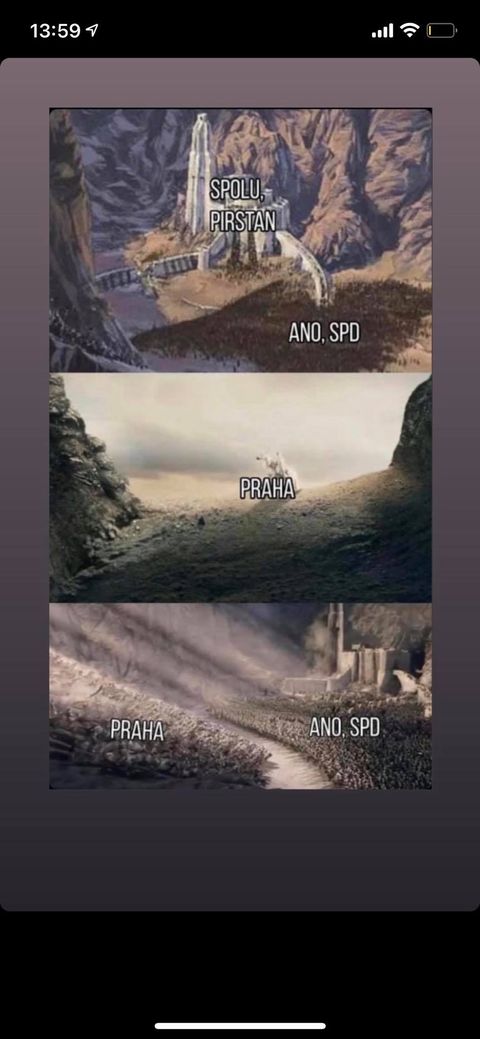 13:59
SPOLU,
PIRSTAN
ANO, SPD
PRAHA
PRAHA
ANO, SPD